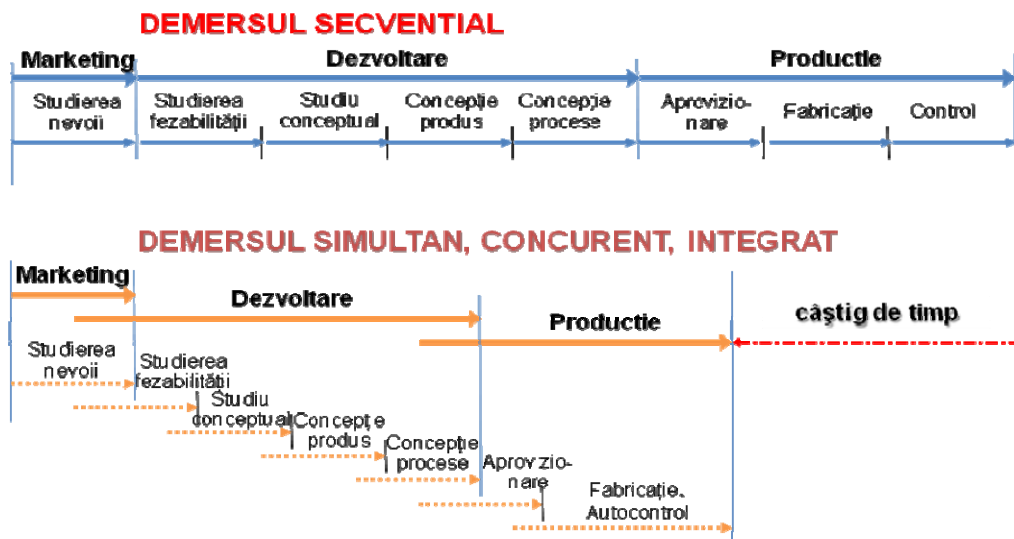 DEMERSUL SECVENTIAL
Marketing
Dezvoltare
Productie
Studierea
nevoii
Studierea
fezabilității
Studiu
conceptual
Concepție
produs
Concepție
procese
Aprovizio-
nare
Fabricație
Control
DEMERSUL SIMULTAN, CONCURENT, INTEGRAT
Marketing
Dezvoltare
Productie
câştig de timp
Studierea
nevoii
Studierea
fezabilității
Studiu
conceptual
Concepție
produs
Concepție
procese
Aprovizio-
nare
Fabricație.
Autocontrol